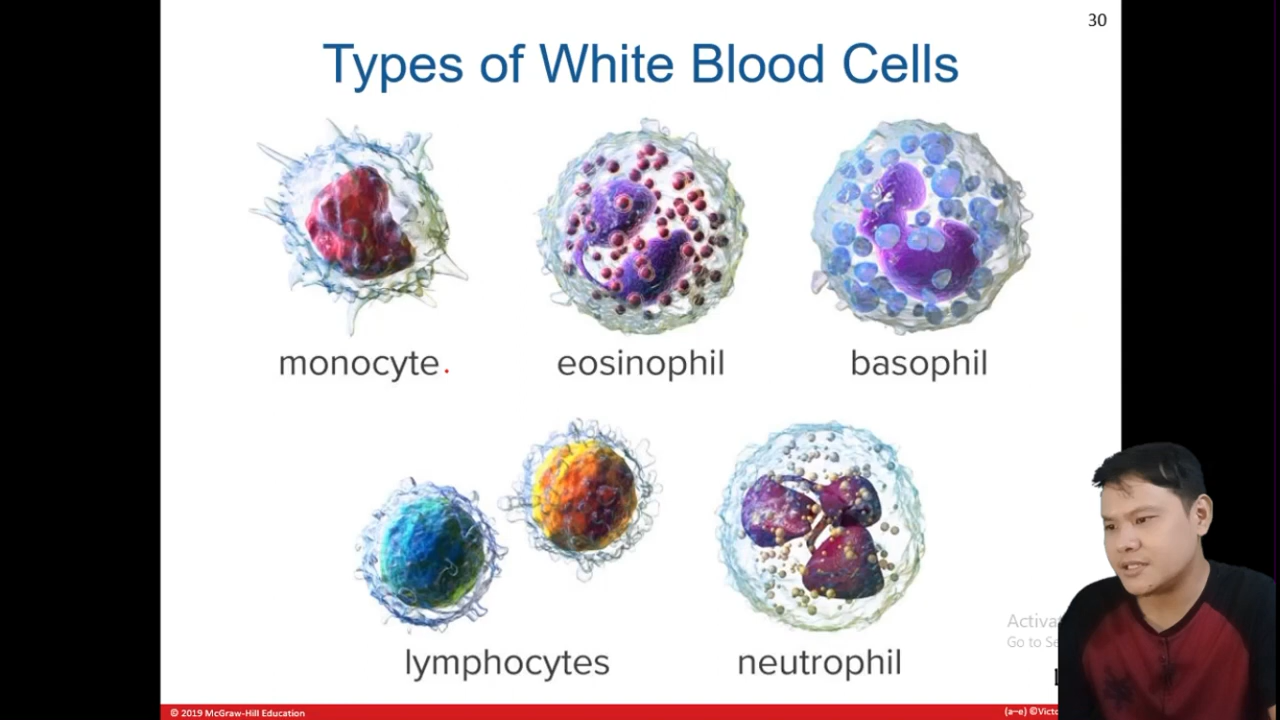 30
Types of White Blood Cells
monocyte
eosinophil
basophil
lymphocytes
neutrophil
Activa
Go to Se
© 2019 McGraw-Hill Education
(a–e) ©Victo